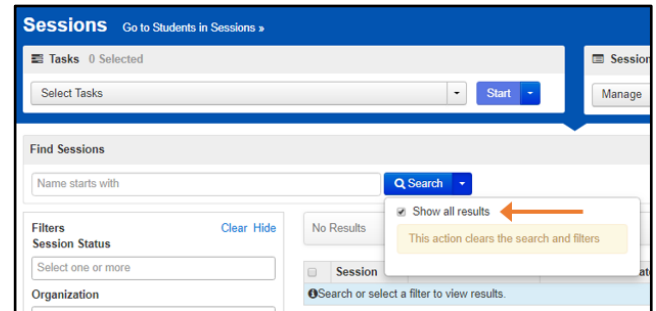 Sessions Go to Students in Sessions »
Tasks 0 Selected
Session
Select Tasks
Start
Manage
Find Sessions
Name starts with
Search
Show all results
This action clears the search and filters
Filters Clear Hide
No Results
Session Status
Select one or more
Session
Search or select a filter to view results.
Organization